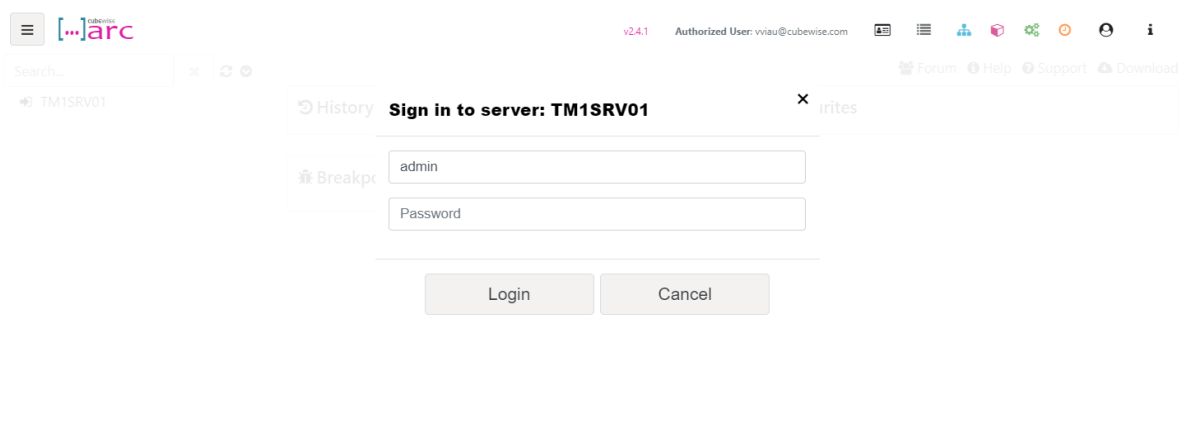 cubewise
[...]arc
v2.4.1 Authorized User: vviau@cubewise.com
Search... Forum Help Support Download
TM1SRV01
History
Sign in to server: TM1SRV01
urites
admin
Breakpo
Password
Login Cancel